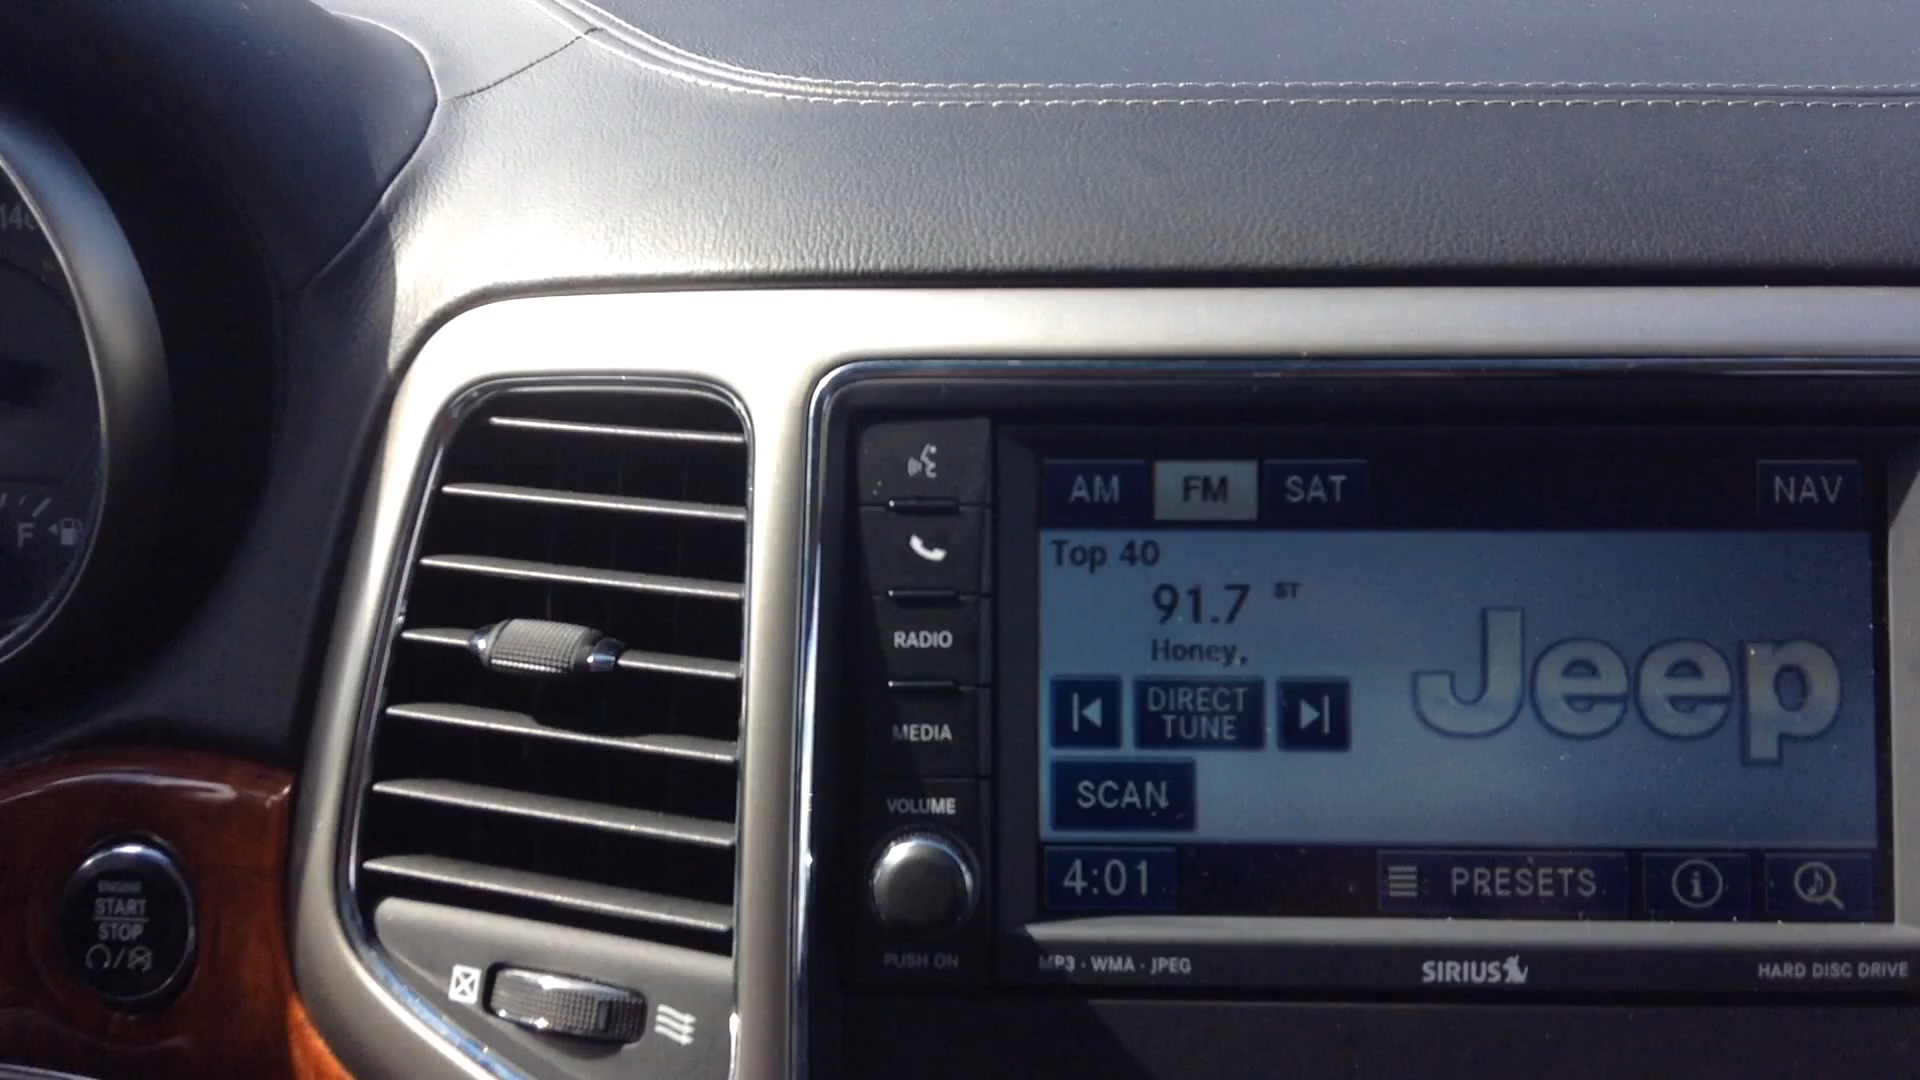 140
F
AM FM SAT NAV
Top 40
91.7 ST
Honey,
DIRECT
TUNE
Jeep
SCAN
4:01 PRESETS i
RADIO
MEDIA
VOLUME
PUSH ON
MP3 · WMA · JPEG SIRIUS HARD DISC DRIVE
ENGINE
START
STOP